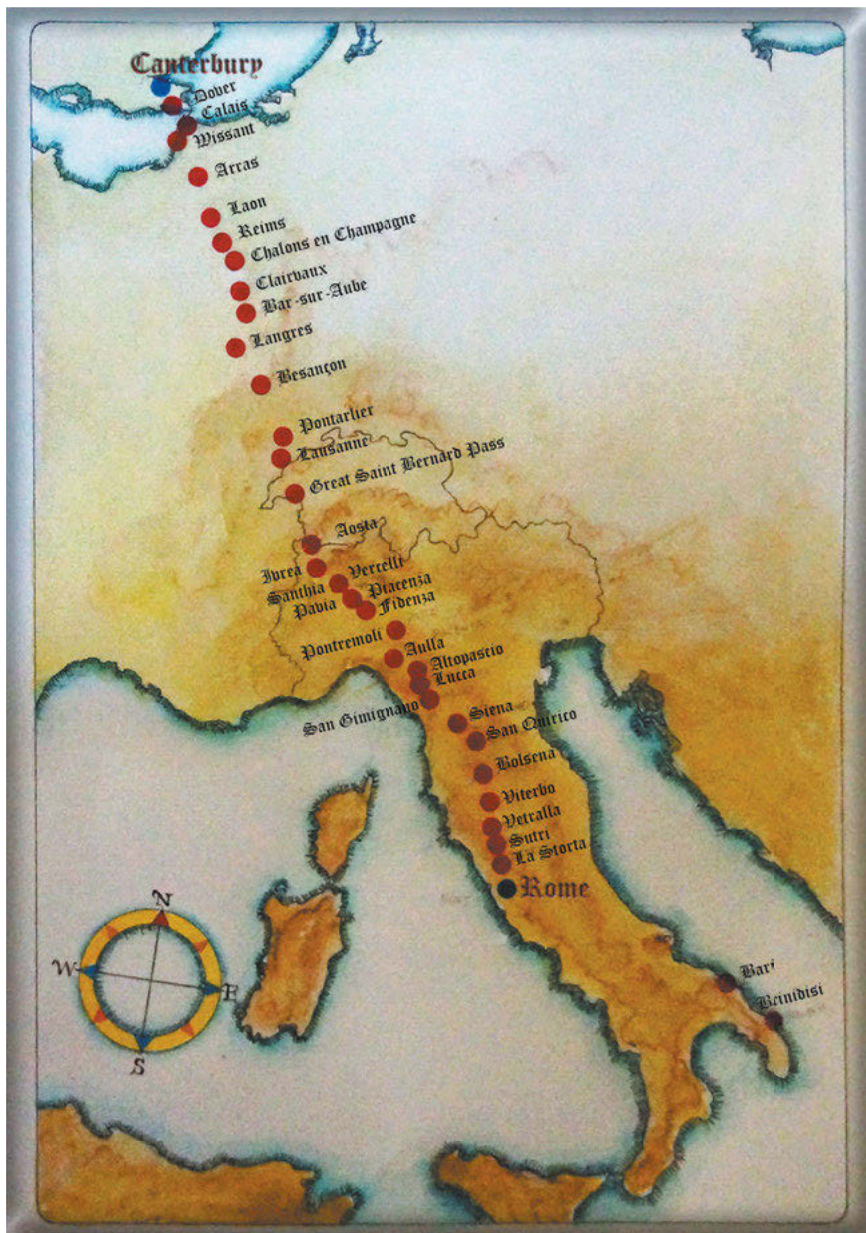 Canterbury
Dover
Calais
Wissant
Arras
Laon
Reims
Chalons en Champagne
Clairvaux
Bar-sur-Aube
Langres
Besançon
Pontarlier
Lausanne
Great Saint Bernard Pass
Aosta
Ivrea
Vercelli
Santhia
Piacenza
Pavia
Fidenza
Pontremoli
Aulla
Altopascio
Lucca
San Gimignano
Siena
San Quirico
Bolsena
Viterbo
Vetralla
Sutri
La Storta
Rome
N
W
E
S
Bari
Beinidisi